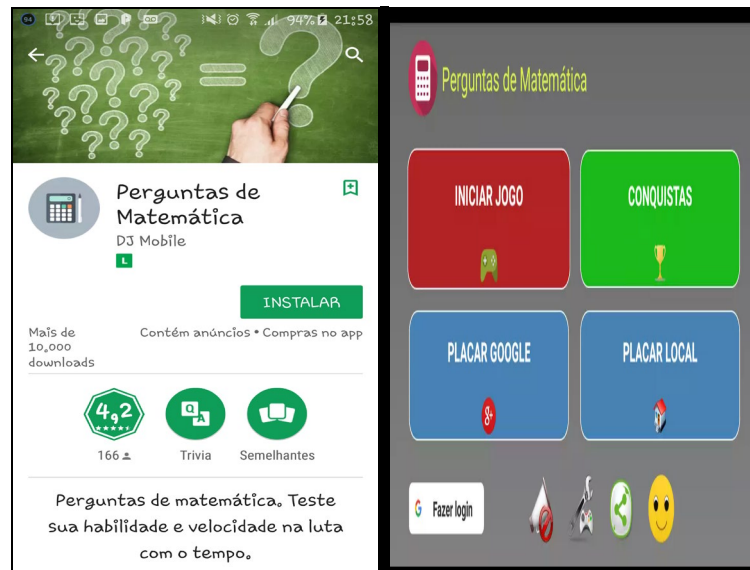 94% 21:58
Perguntas de
Matemática
DJ Mobile
L
INSTALAR
Mais de
10,000
downloads
Contém anúncios • Compras no app
4,2
166
Trivia
Semelhantes
Perguntas de matemática. Teste
sua habilidade e velocidade na luta
com o tempo.
Perguntas de Matemática
INICIAR JOGO
CONQUISTAS
PLACAR GOOGLE
PLACAR LOCAL
G Fazer login